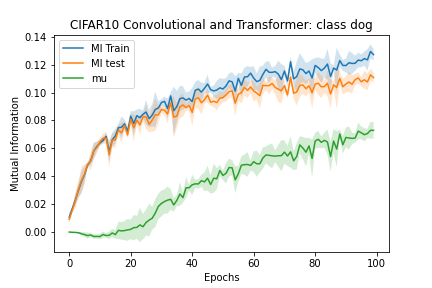 CIFAR10 Convolutional and Transformer: class dog
MI Train
MI test
mu
Mutual Information
0.14
0.12
0.10
0.08
0.06
0.04
0.02
0.00
0
20
40
60
80
100
Epochs